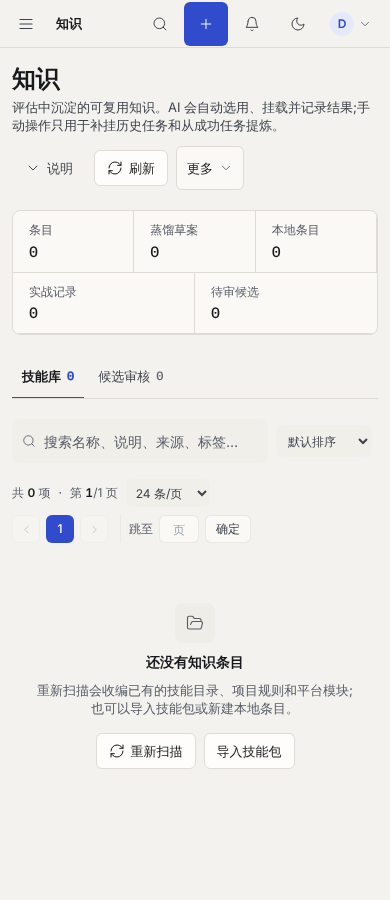 知识
D
知识
评估中沉淀的可复用知识。AI 会自动选用、挂载并记录结果;手
动操作只用于补挂历史任务和从成功任务提炼。
说明
刷新
更多
条目
蒸馏草案
本地条目
0
0
0
实战记录
待审候选
0
0
技能库 0
候选审核 0
搜索名称、说明、来源、标签...
默认排序
共 0 项 · 第 1/1 页
24 条/页
1
跳至
页
确定
还没有知识条目
重新扫描会收编已有的技能目录、项目规则和平台模块;
也可以导入技能包或新建本地条目。
重新扫描
导入技能包